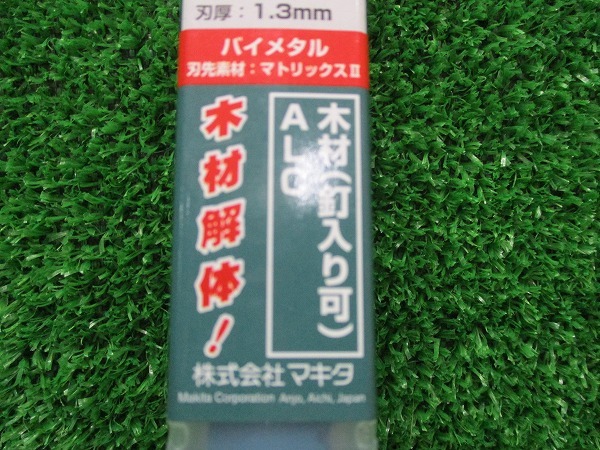 刃厚：1.3mm
バイメタル
刃先素材：マトリックスⅡ
木材（釘入り可）
ALC
木材解体！
株式会社マキタ
Makita Corporation Anjo, Aichi, Japan